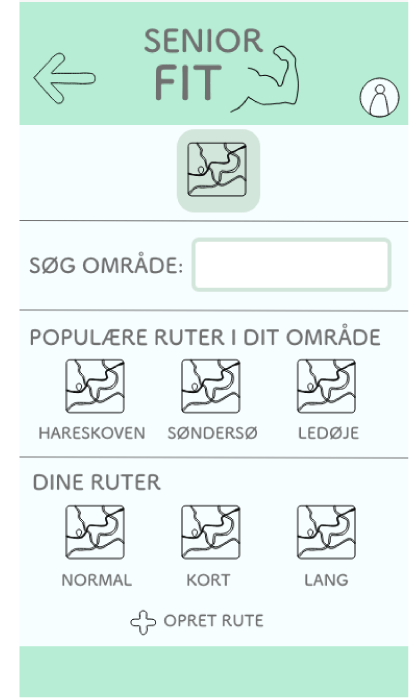 SENIOR
FIT
SØG OMRÅDE:
POPULÆRE RUTER I DIT OMRÅDE
HARESKOVEN SØNDERSØ LEDØJE
DINE RUTER
NORMAL KORT LANG
OPRET RUTE